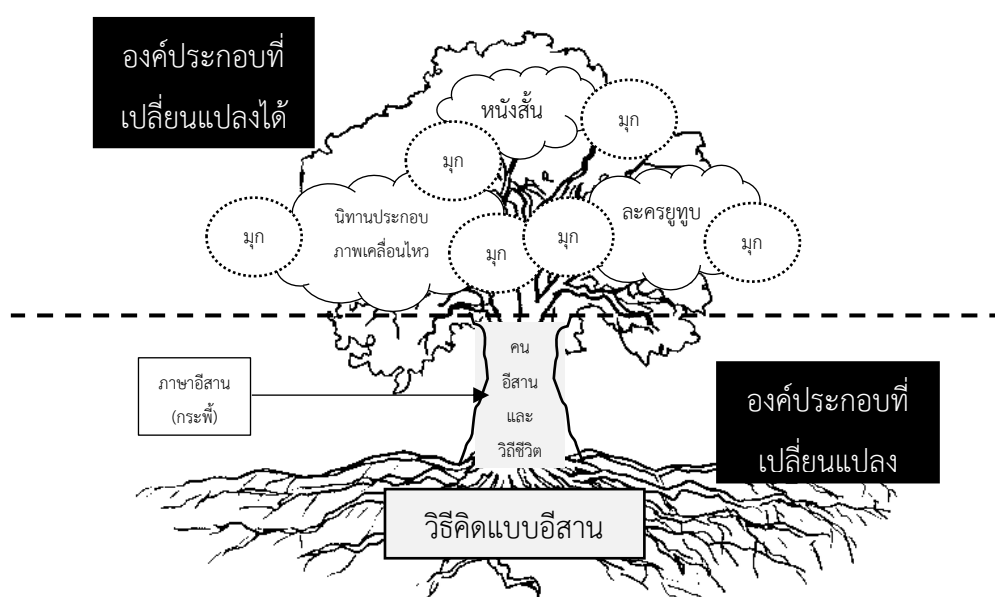 องค์ประกอบที่
เปลี่ยนแปลงได้
หนังสั้น
มุก
มุก
นิทานประกอบ
ภาพเคลื่อนไหว
ละครยูทูบ
มุก
มุก
มุก
มุก
คน
อีสาน
และ
วิถีชีวิต
ภาษาอีสาน
(กระพี้)
องค์ประกอบที่
เปลี่ยนแปลง
วิธีคิดแบบอีสาน